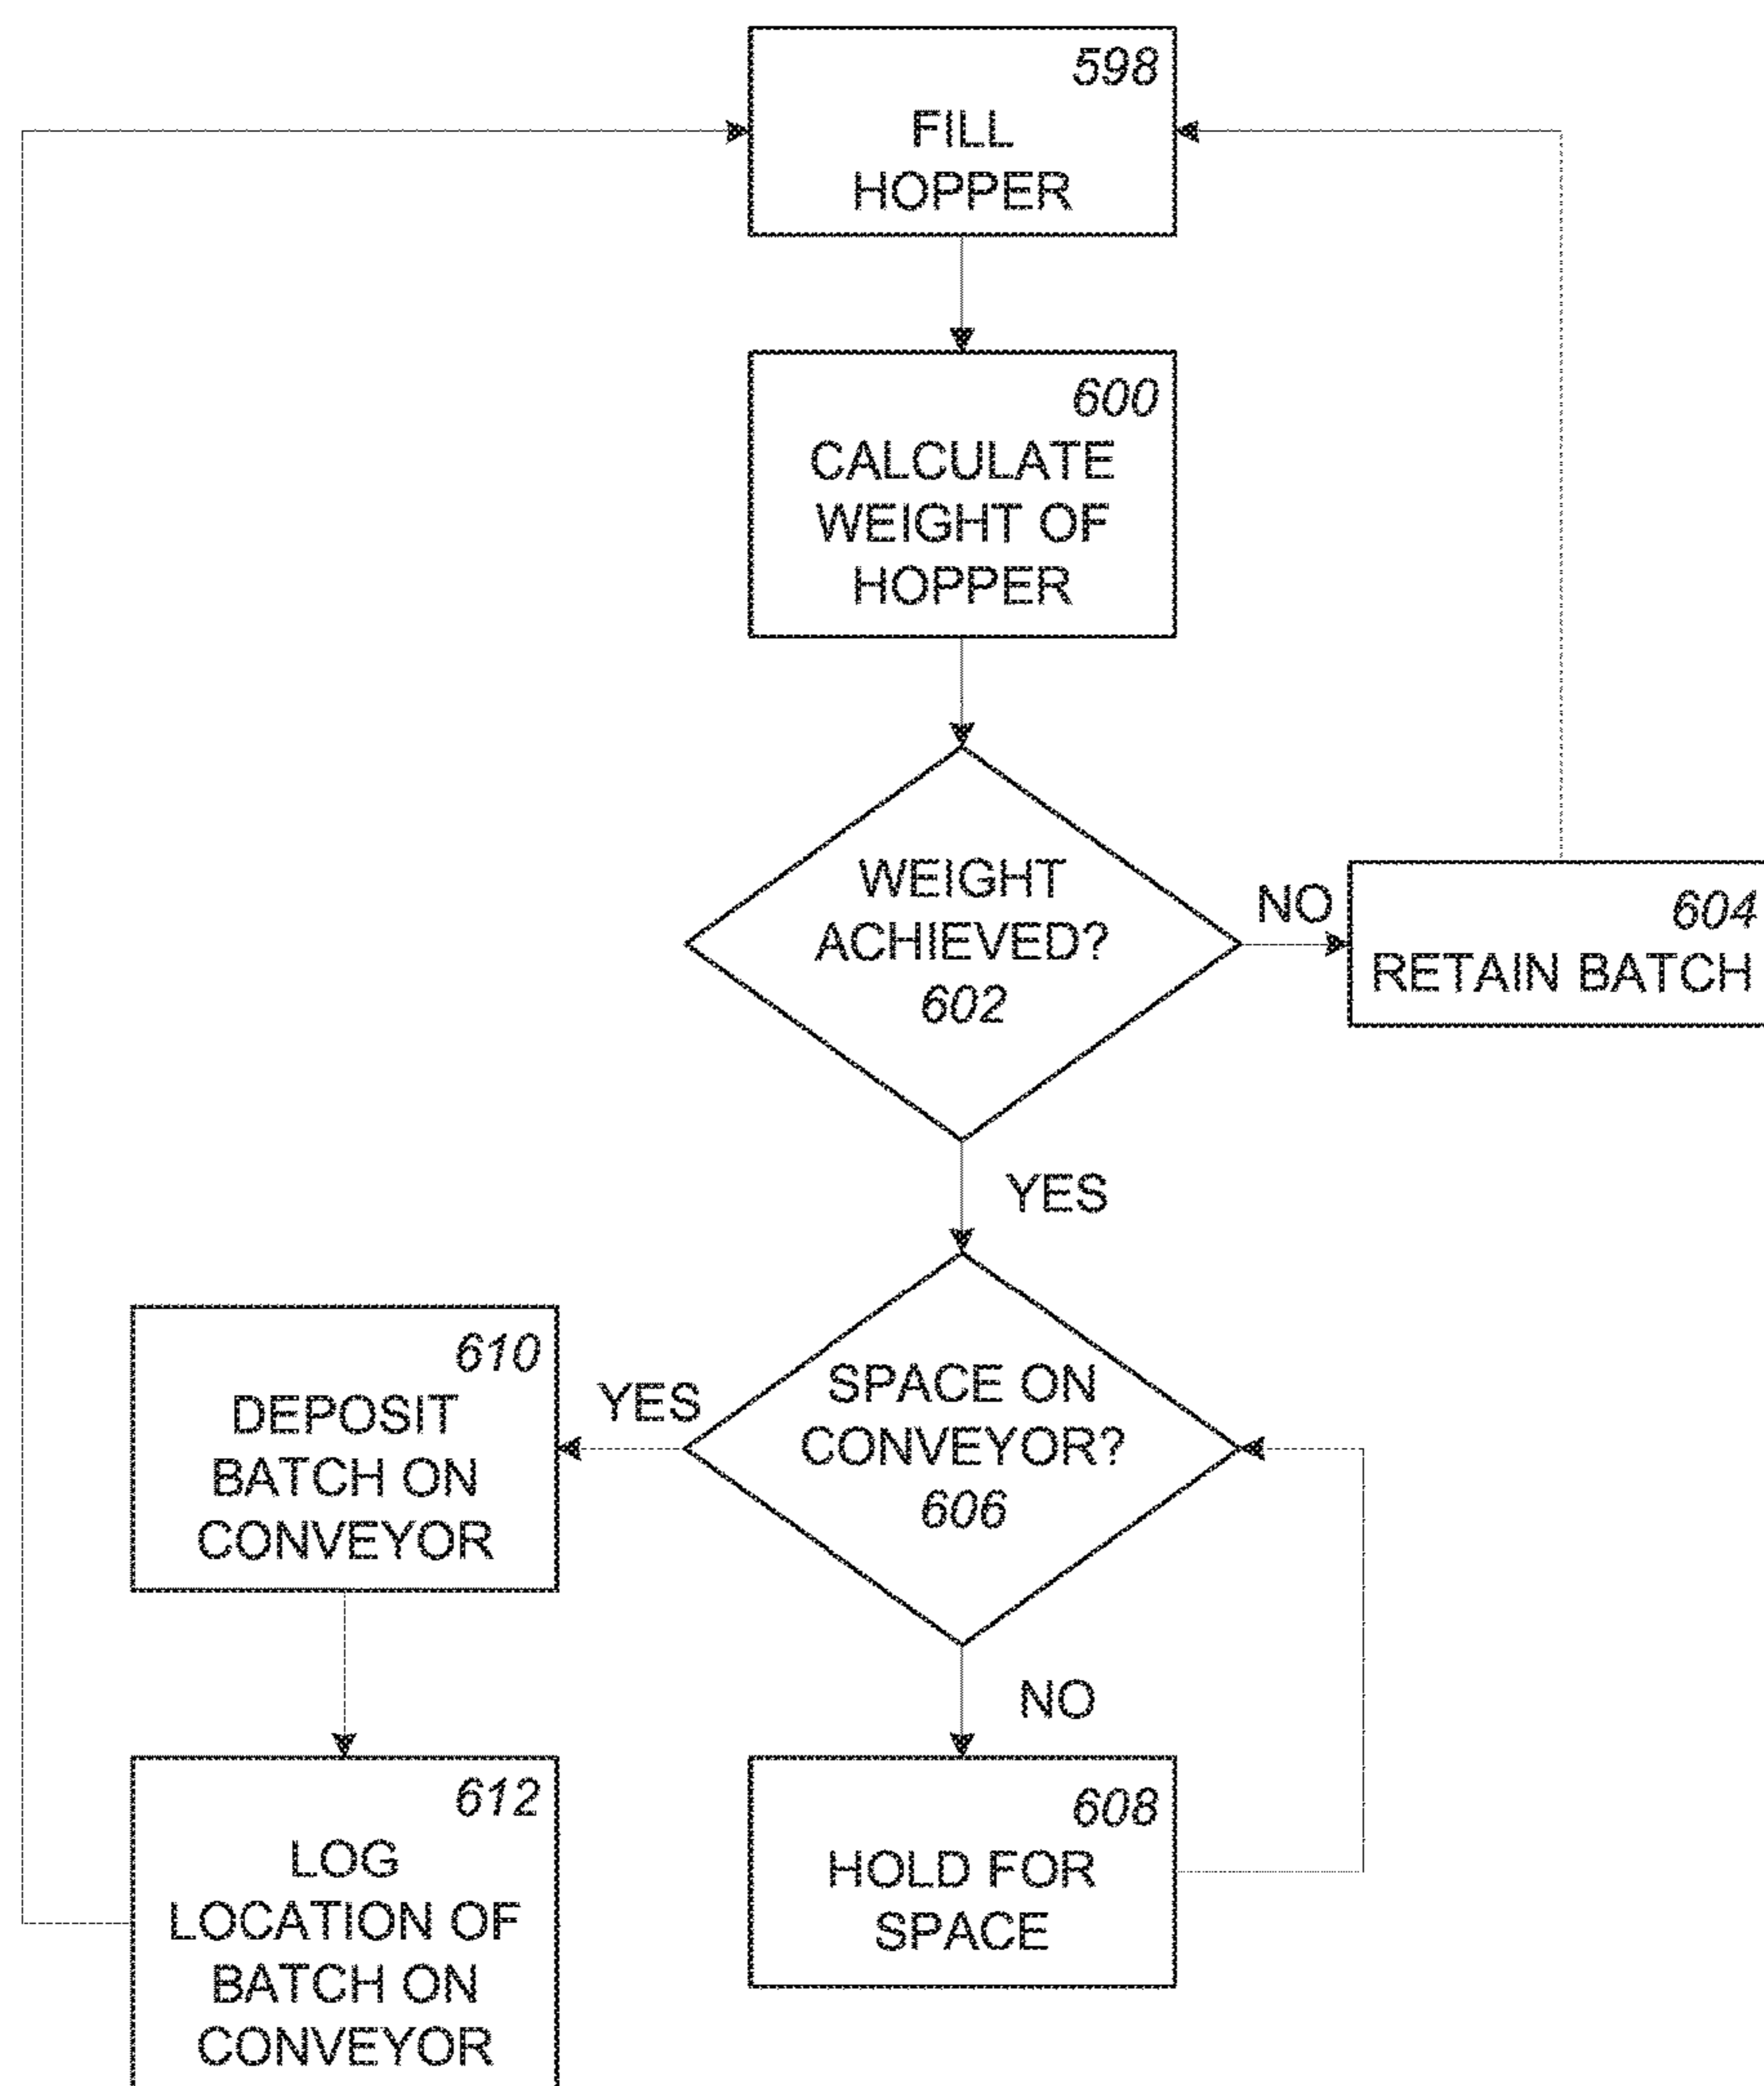 598
FILL
HOPPER
600
CALCULATE
WEIGHT OF
HOPPER
WEIGHT
ACHIEVED?
602
NO
604
RETAIN BATCH
YES
SPACE ON
CONVEYOR?
606
YES
610
DEPOSIT
BATCH ON
CONVEYOR
NO
608
HOLD FOR
SPACE
612
LOG
LOCATION OF
BATCH ON
CONVEYOR